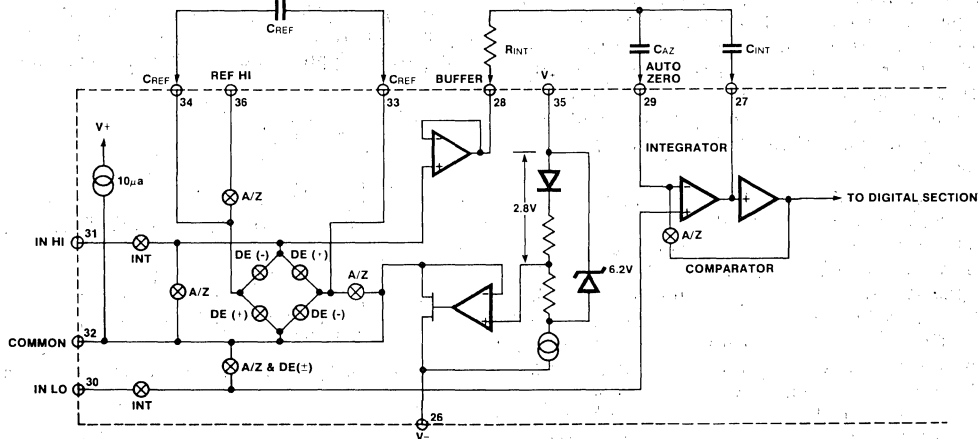 CREF
RINT
CAZ
CINT
CREF
REF HI
CREF
BUFFER
V+
AUTO
ZERO
34
36
33
28
35
29
27
V+
10µa
A/Z
2.8V
INTEGRATOR
TO DIGITAL SECTION
A/Z
COMPARATOR
IN HI
31
INT
DE (-)
DE (+)
A/Z
A/Z
6.2V
DE (+)
DE (-)
COMMON
32
A/Z & DE(±)
IN LO
30
INT
26
V-